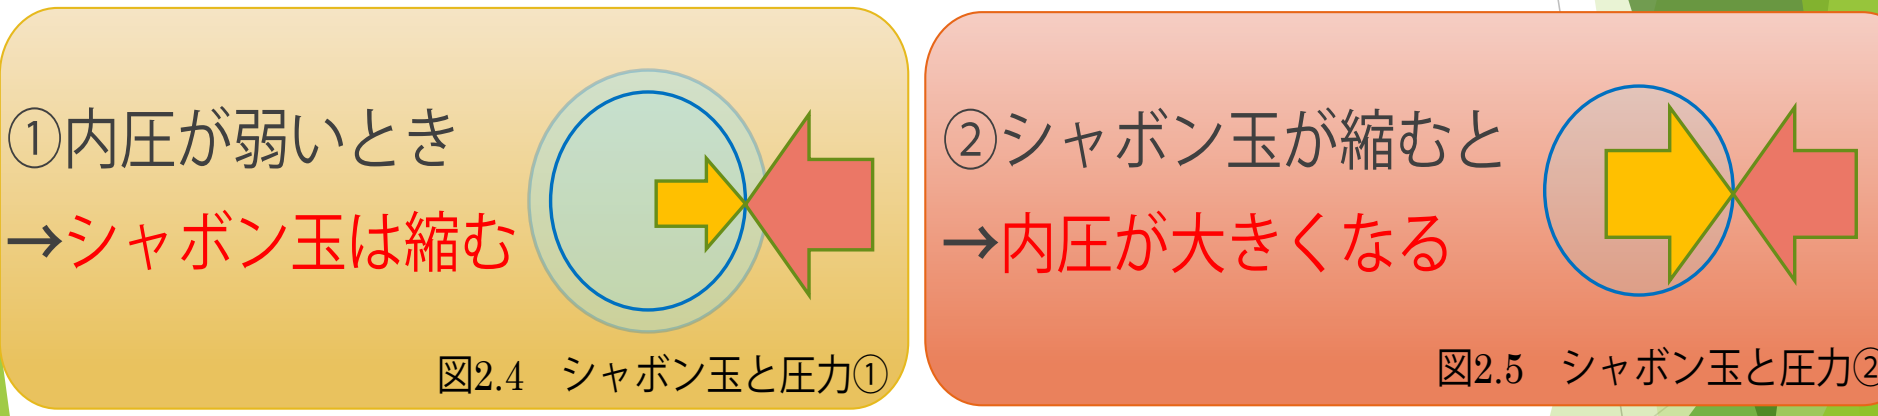 ①内圧が弱いとき
→シャボン玉は縮む
図2.4　シャボン玉と圧力①
②シャボン玉が縮むと
→内圧が大きくなる
図2.5　シャボン玉と圧力②